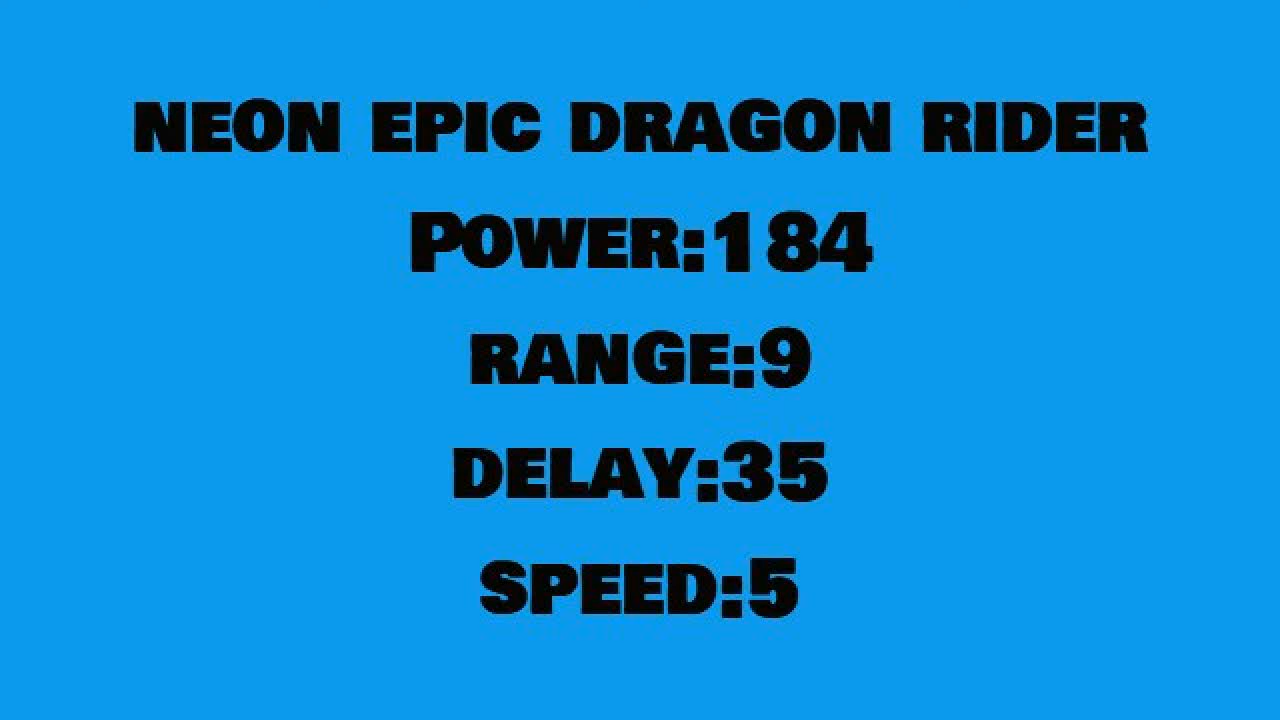 NEON EPIC DRAGON RIDER
POWER:184
RANGE:9
DELAY:35
SPEED:5